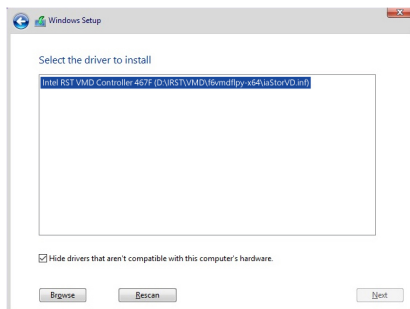 Windows Setup
Select the driver to install
Intel RST VMD Controller 467F (D:\IRST\VMD\f6vmdflpy-x64\iaStorVD.inf)
Hide drivers that aren't compatible with this computer's hardware.
Browse Rescan Next